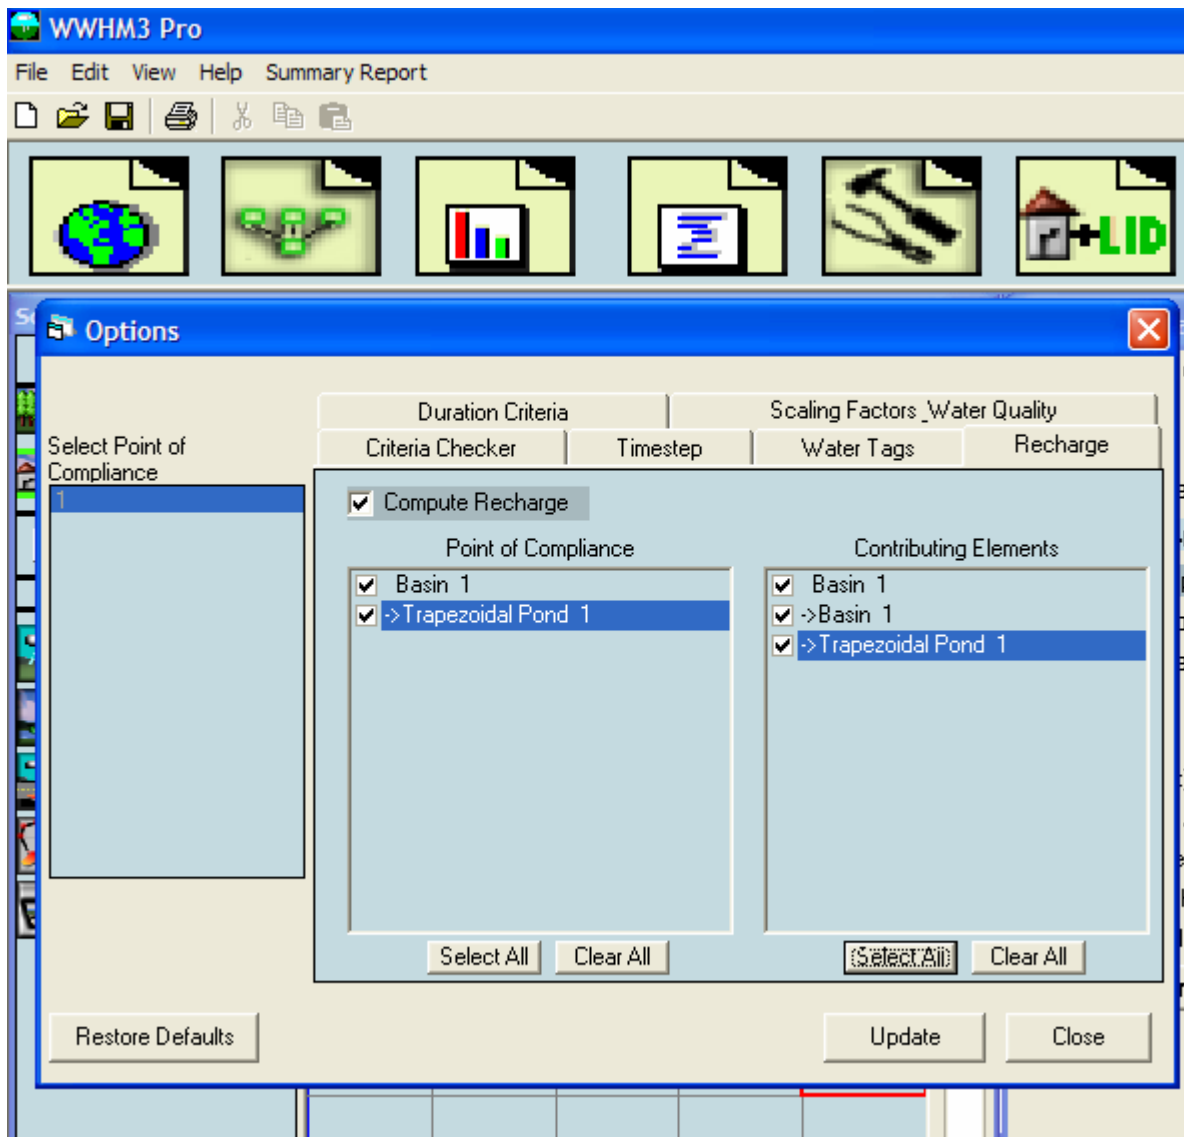 WWHM3 Pro
File Edit View Help Summary Report
LID
Options
Duration Criteria
Scaling Factors_Water Quality
Criteria Checker
Timestep
Water Tags
Recharge
Select Point of
Compliance
1
Compute Recharge
Point of Compliance
Basin 1
->Trapezoidal Pond 1
Select All
Clear All
Contributing Elements
Basin 1
->Basin 1
->Trapezoidal Pond 1
Select All
Clear All
Restore Defaults
Update
Close